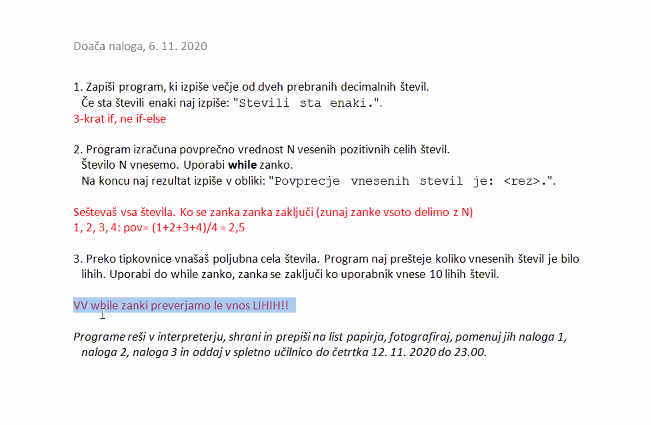 Doača naloga, 6. 11. 2020
1. Zapiši program, ki izpiše večje od dveh prebranih decimalnih števil.
Če sta števili enaki naj izpiše: "Stevili sta enaki.".
3-krat if, ne if-else
2. Program izračuna povprečno vrednost N vesenih pozitivnih celih števil.
Število N vnesemo. Uporabi while zanko.
Na koncu naj rezultat izpiše v obliki: "Povprecje vnesenih stevil je: <rez>.".
Seštevaš vsa števila. Ko se zanka zanka zaključi (zunaj zanke vsoto delimo z N)
1, 2, 3, 4: pov= (1+2+3+4)/4 = 2,5
3. Preko tipkovnice vnašaš poljubna cela števila. Program naj prešteje koliko vnesenih števil je bilo
lihih. Uporabi do while zanko, zanka se zaključi ko uporabnik vnese 10 lihih števil.
VV while zanki preverjamo le vnos LIHIH!!
Programe reši v interpreterju, shrani in prepiši na list papirja, fotografiraj, pomenuj jih naloga 1,
naloga 2, naloga 3 in oddaj v spletno učilnico do četrtka 12. 11. 2020 do 23.00.